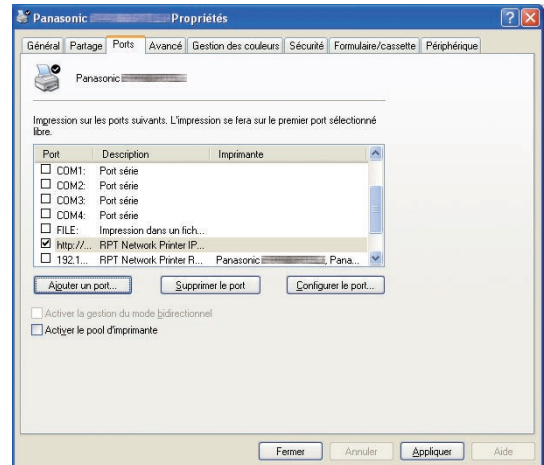 Panasonic Propriétés
Général Partage Ports Avancé Gestion des couleurs Sécurité Formulaire/cassette Périphérique
Panasonic
Impression sur les ports suivants. L'impression se fera sur le premier port sélectionné
libre.
Port Description Imprimante
COM1: Port série
COM2: Port série
COM3: Port série
COM4: Port série
FILE: Impression dans un fich...
http://... RPT Network Printer IP...
192.1... RPT Network Printer R... Panasonic , Pana...
Ajouter un port... Supprimer le port Configurer le port...
Activer la gestion du mode bidirectionnel
Activer le pool d'imprimante
Fermer Annuler Appliquer Aide